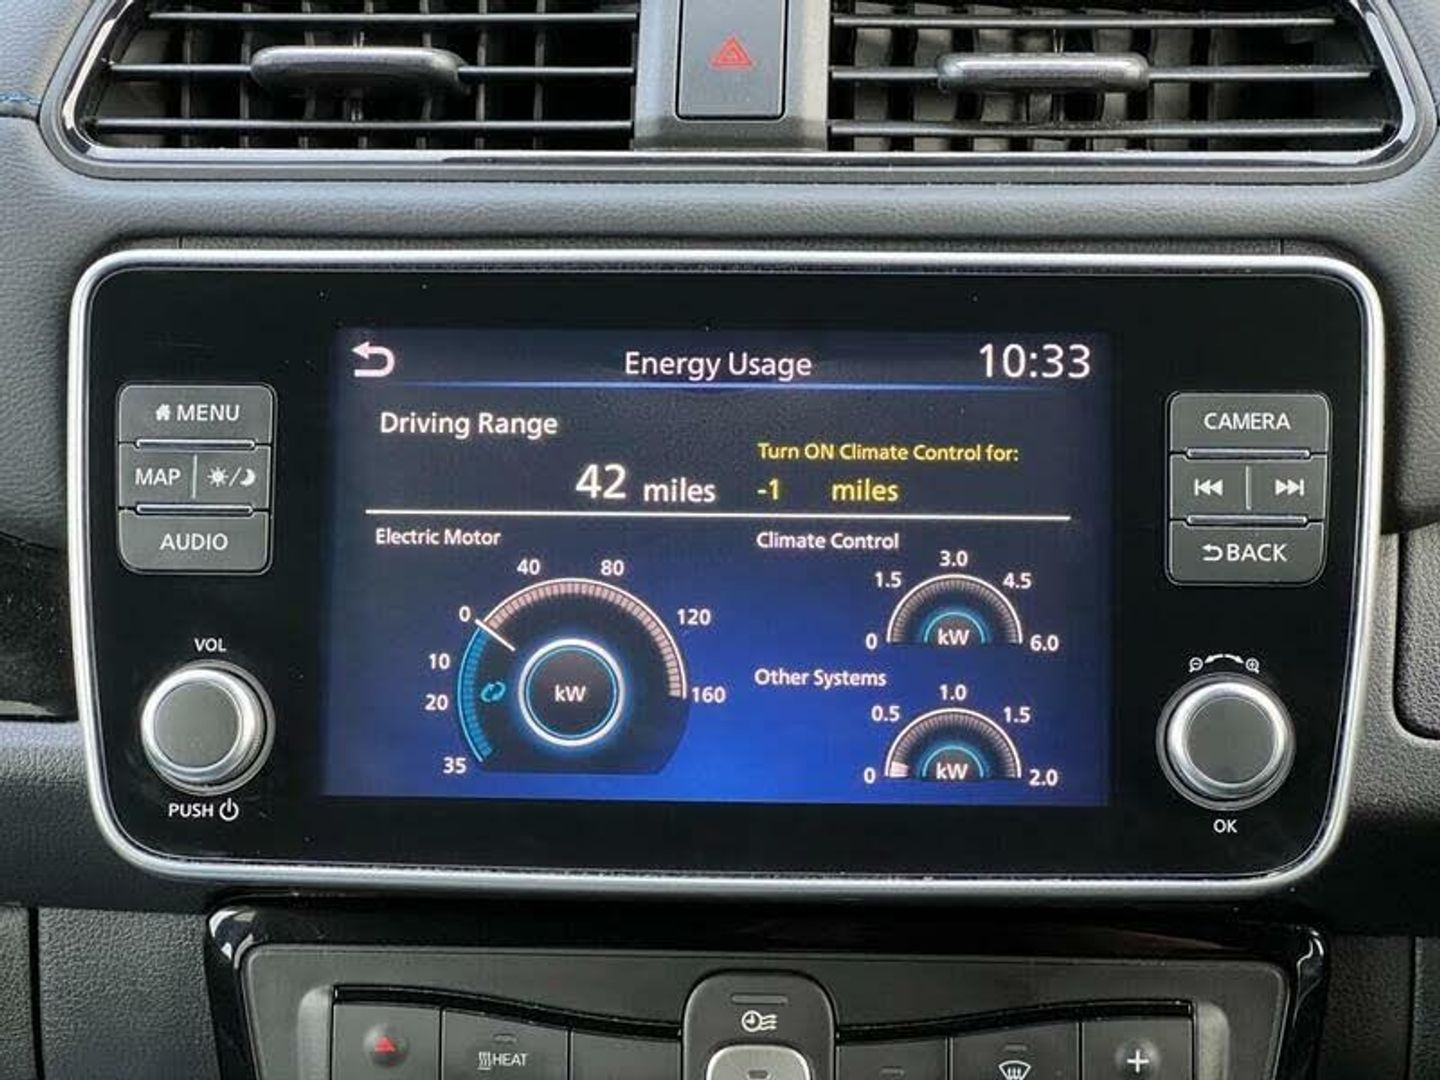 Energy Usage 10:33
MENU
MAP
AUDIO
VOL
PUSH
CAMERA
BACK
OK
Driving Range
42 miles
Turn ON Climate Control for:
-1 miles
Electric Motor
0 40 80 120 160
10
20
35
kW
Climate Control
0 1.5 3.0 4.5 6.0
kW
Other Systems
0 0.5 1.0 1.5 2.0
kW
HEAT
+